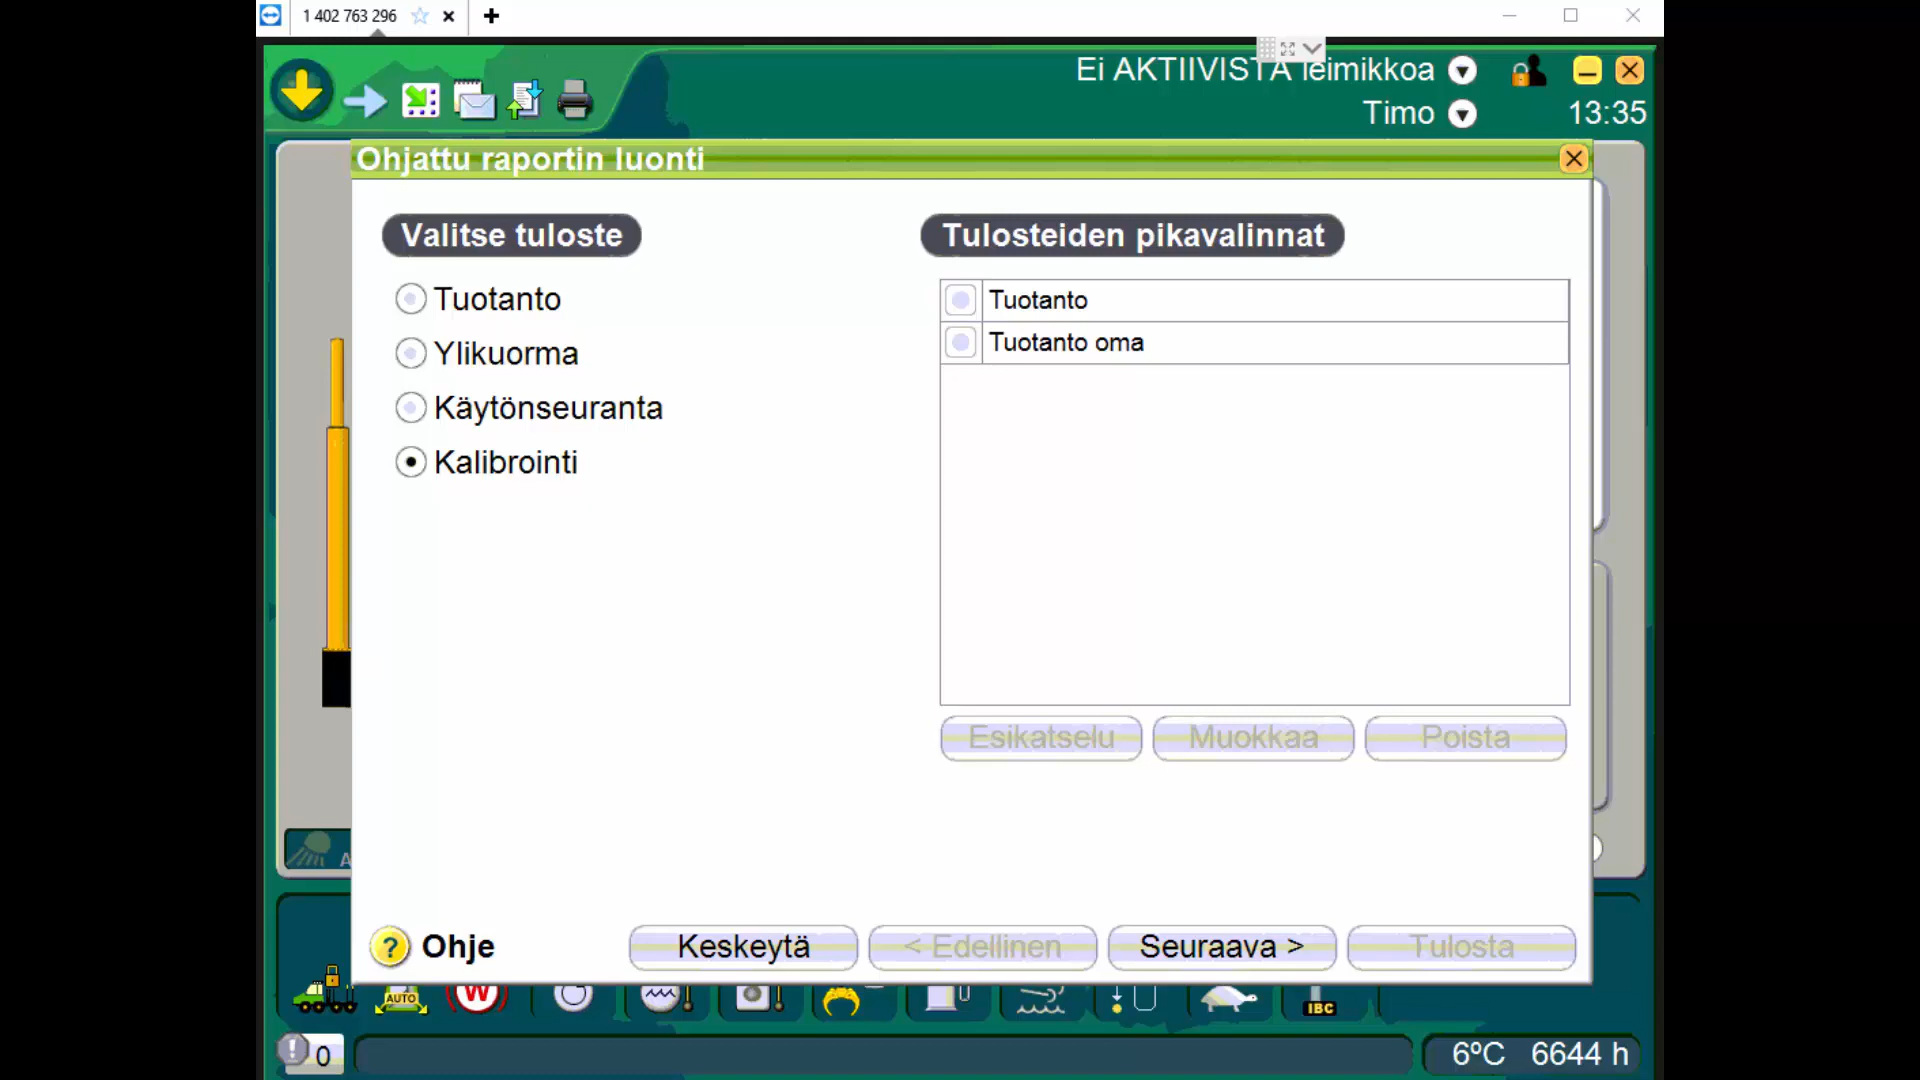 1 402 763 296
Ei AKTIIVISTA leimikkoa
Timo
13:35
Ohjattu raportin luonti
Valitse tuloste
Tulosteiden pikavalinnat
Tuotanto
Ylikuorma
Käytönseuranta
Kalibrointi
Tuotanto
Tuotanto oma
Esikatselu
Muokkaa
Poista
A
? Ohje
Keskeytä
< Edellinen
Seuraava >
Tulosta
AUTO
W
IBC
0
6ºC
6644 h